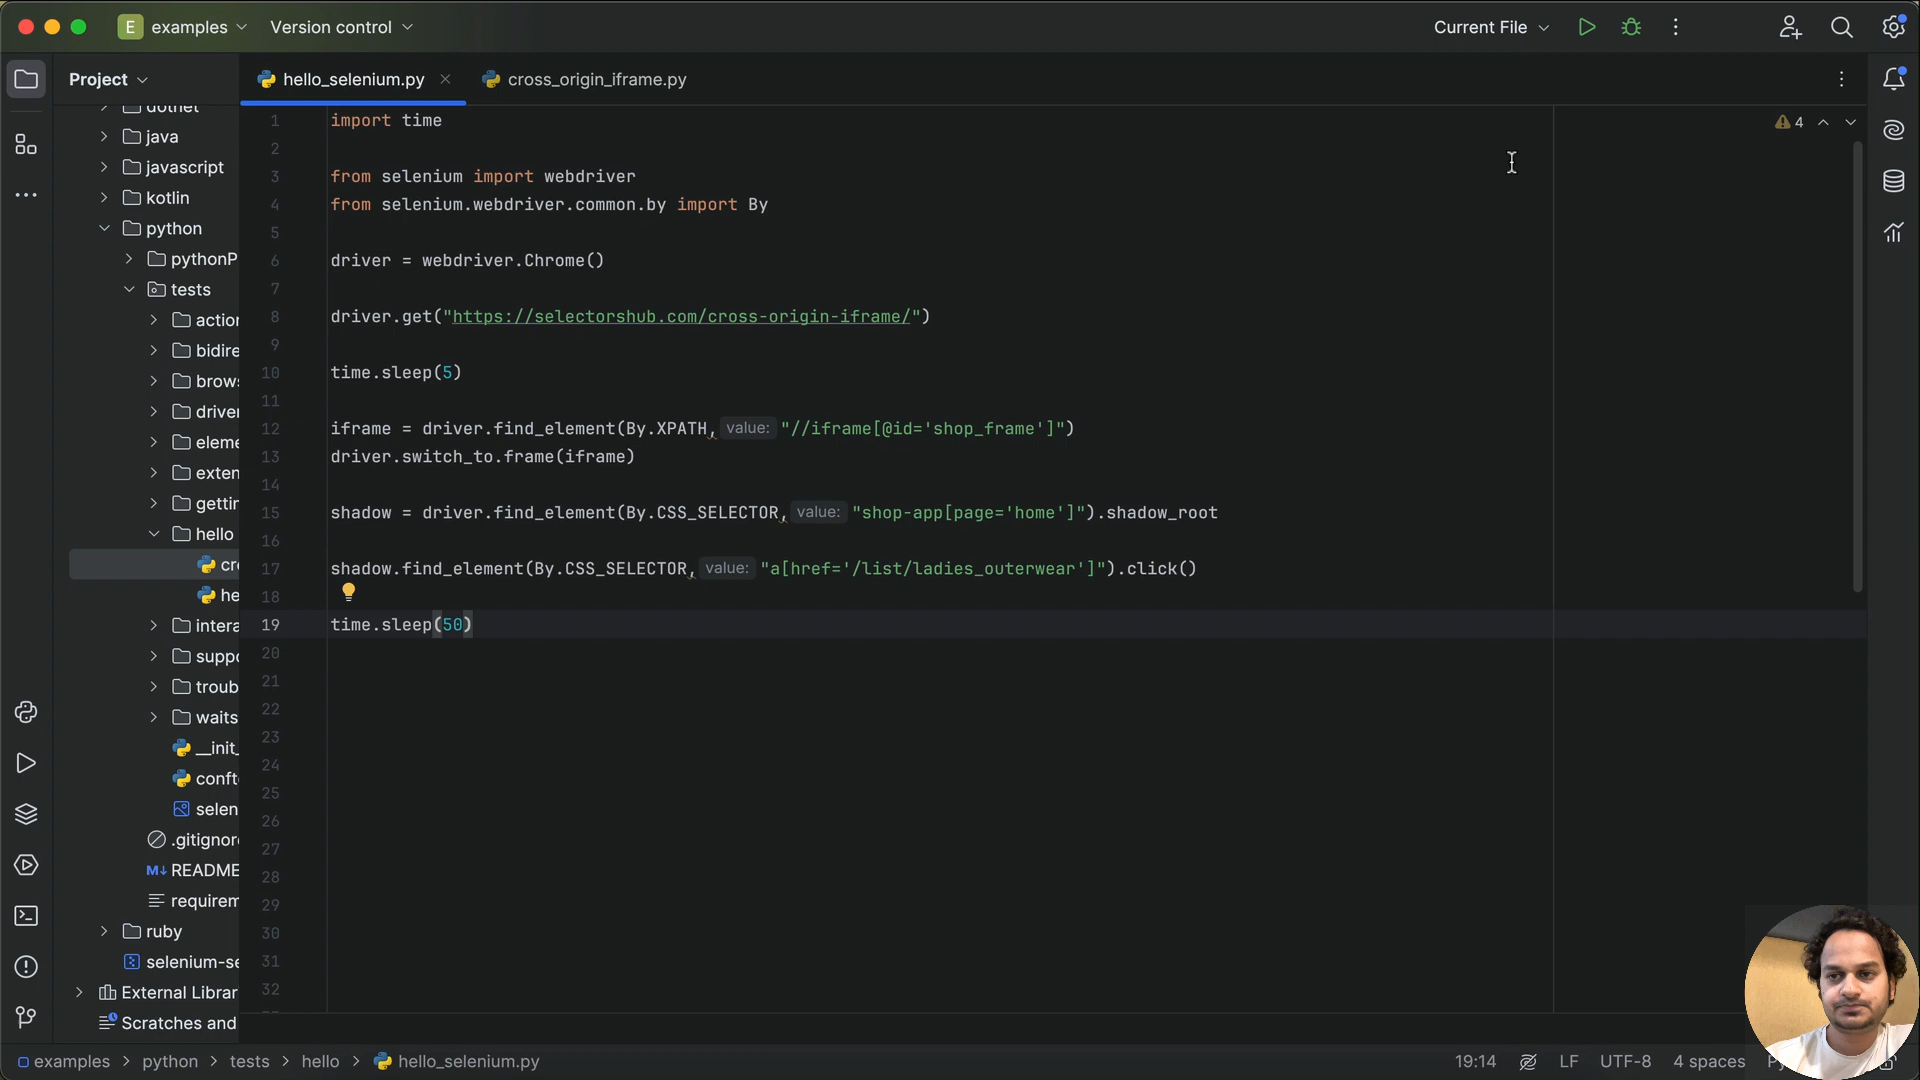 E examples Version control Current File
Project hello_selenium.py cross_origin_iframe.py
dotnet
java
javascript
kotlin
python
pythonP
tests
action
bidire
brows
driver
eleme
exten
gettin
hello
cro
he
intera
suppo
troub
waits
__init_
confte
selen
.gitignore
M↓ README
requirem
ruby
selenium-se
External Librar
Scratches and
4
1 import time
2
3 from selenium import webdriver
4 from selenium.webdriver.common.by import By
5
6 driver = webdriver.Chrome()
7
8 driver.get("https://selectorshub.com/cross-origin-iframe/")
9
10 time.sleep(5)
11
12 iframe = driver.find_element(By.XPATH, value: "//iframe[@id='shop_frame']")
13 driver.switch_to.frame(iframe)
14
15 shadow = driver.find_element(By.CSS_SELECTOR, value: "shop-app[page='home']").shadow_root
16
17 shadow.find_element(By.CSS_SELECTOR, value: "a[href='/list/ladies_outerwear']").click()
18
19 time.sleep(50)
20
21
22
23
24
25
26
27
28
29
30
31
32
examples > python > tests > hello > hello_selenium.py 19:14 LF UTF-8 4 spaces